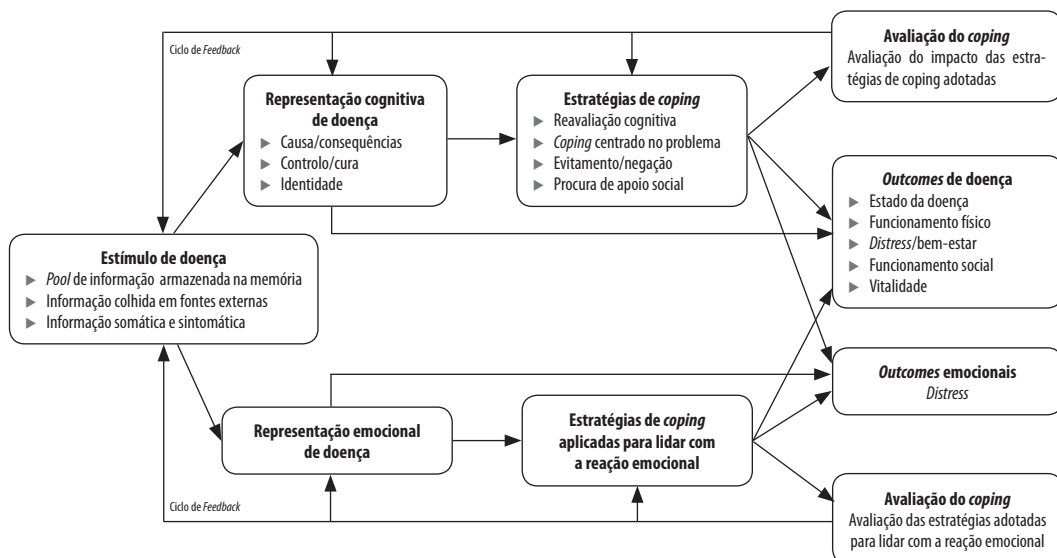 Ciclo de Feedback
Avaliação do coping
Avaliação do impacto das estra-
tégias de coping adotadas
Representação cognitiva
de doença
Causa/consequências
Controlo/cura
Identidade
Estratégias de coping
Reavaliação cognitiva
Coping centrado no problema
Evitamento/negação
Procura de apoio social
Outcomes de doença
Estado da doença
Funcionamento físico
Distress/bem-estar
Funcionamento social
Vitalidade
Estímulo de doença
Pool de informação armazenada na memória
Informação colhida em fontes externas
Informação somática e sintomática
Outcomes emocionais
Distress
Representação emocional
de doença
Estratégias de coping
aplicadas para lidar com
a reação emocional
Ciclo de Feedback
Avaliação do coping
Avaliação das estratégias adotadas
para lidar com a reação emocional